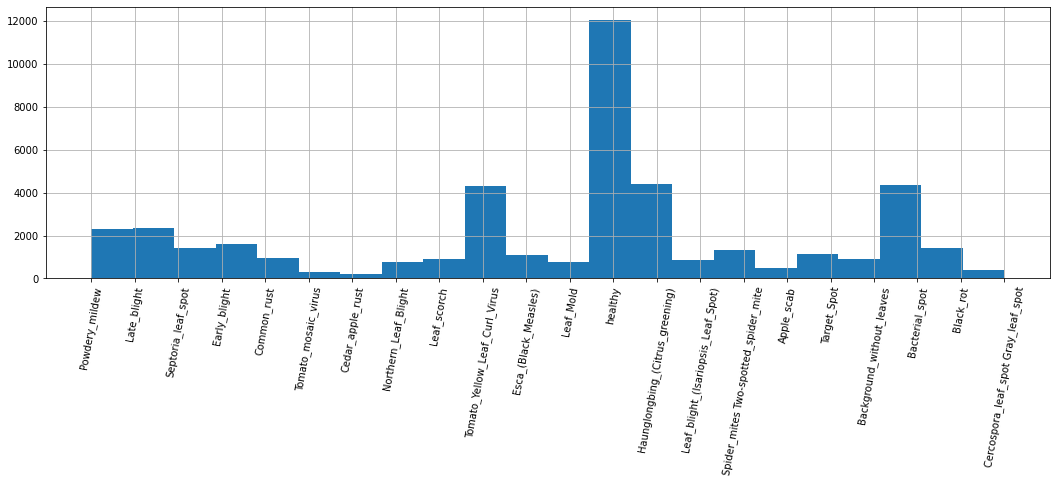 12000
10000
8000
6000
4000
2000
0
Powdery_mildew
Late_blight
Septoria_leaf_spot
Early_blight
Common_rust
Tomato_mosaic_virus
Cedar_apple_rust
Northern_Leaf_Blight
Leaf_scorch
Tomato_Yellow_Leaf_Curl_Virus
Esca_(Black_Measles)
Leaf_Mold
healthy
Haunglongbing_(Citrus_greening)
Leaf_blight_(Isariopsis_Leaf_Spot)
Spider_mites Two-spotted_spider_mite
Apple_scab
Target_Spot
Background_without_leaves
Bacterial_spot
Black_rot
Cercospora_leaf_spot Gray_leaf_spot